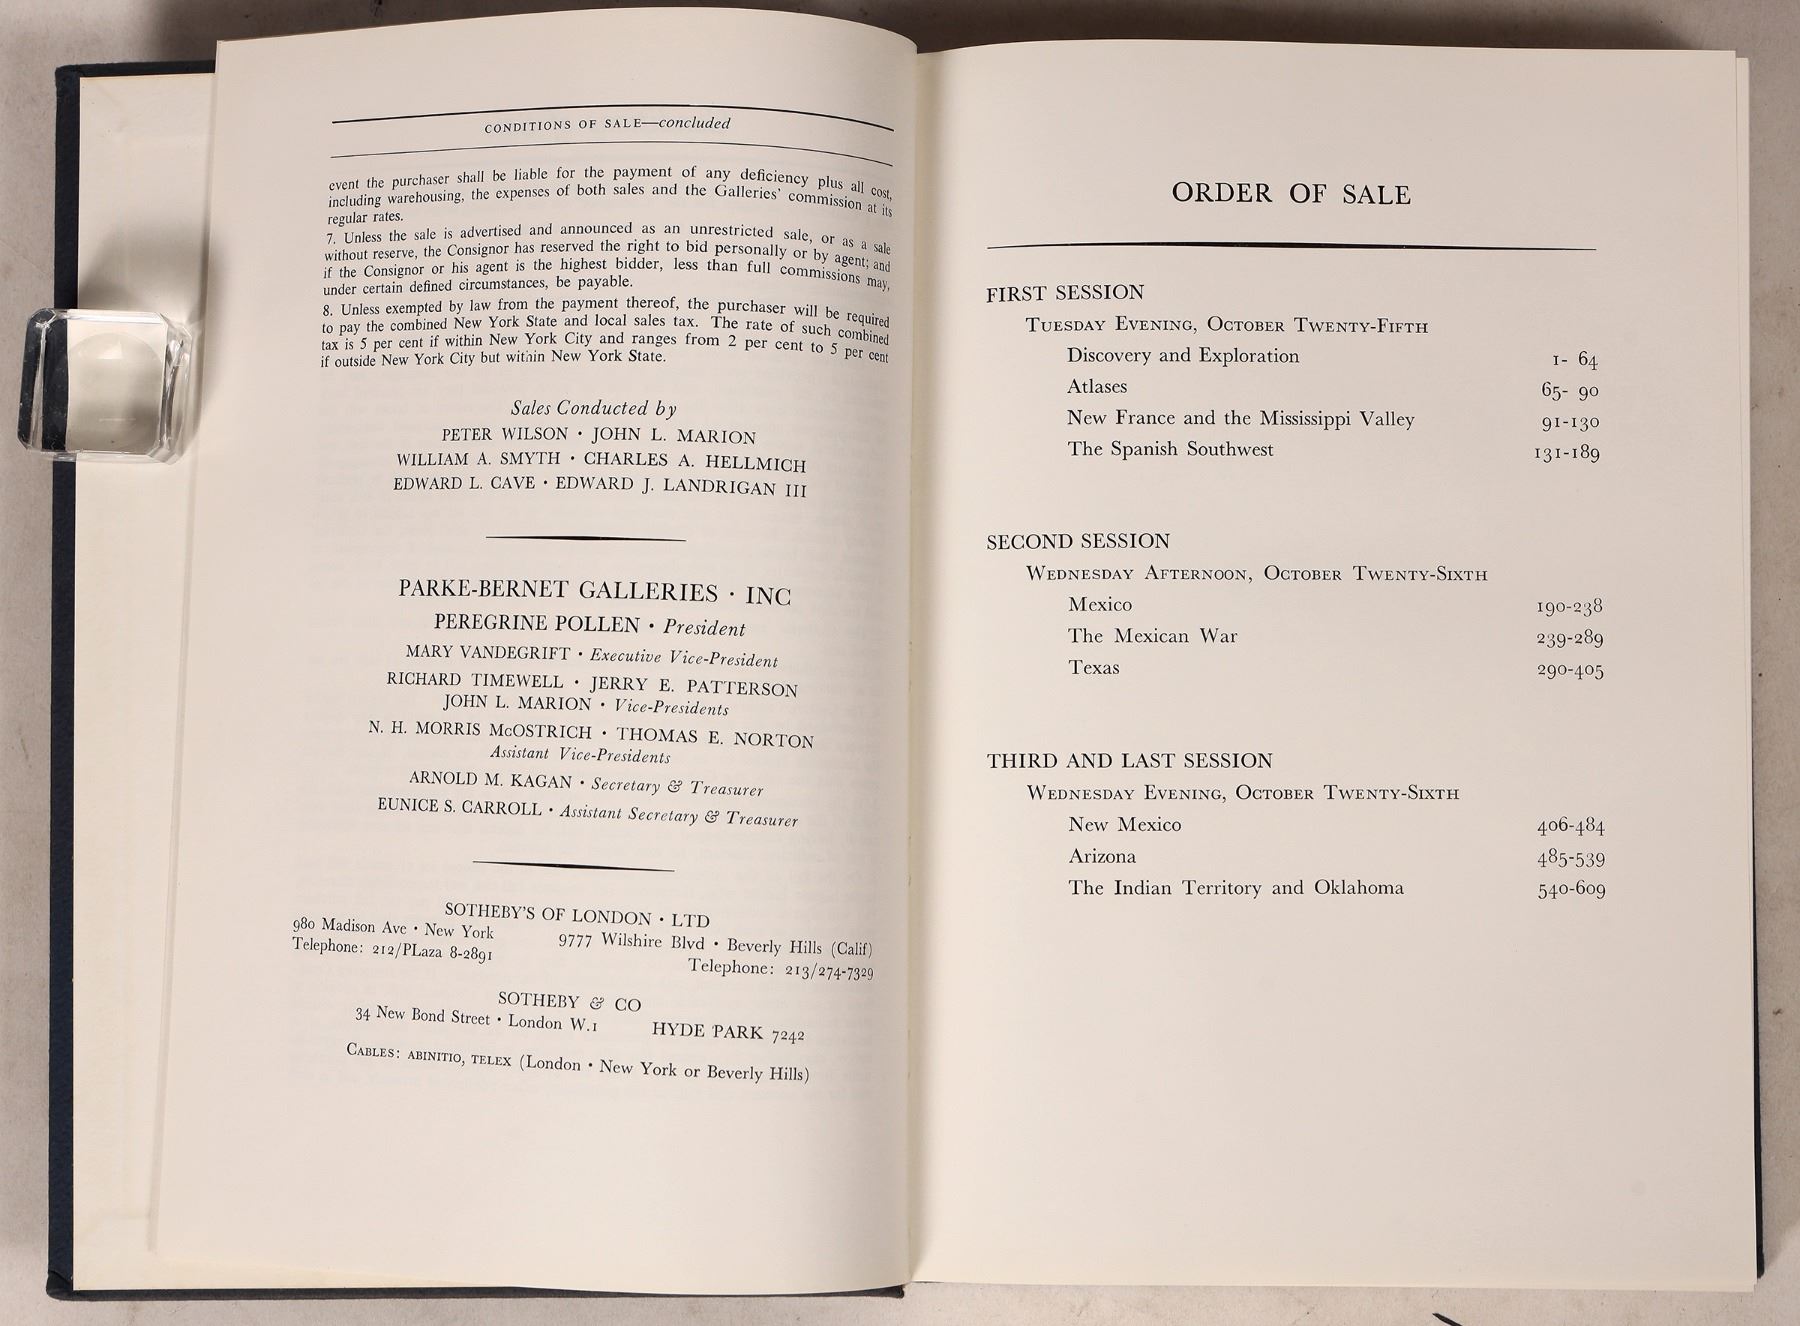 CONDITIONS OF SALE—concluded
event the purchaser shall be liable for the payment of any deficiency plus all cost,
including warehousing, the expenses of both sales and the Galleries' commission at its
regular rates.
7. Unless the sale is advertised and announced as an unrestricted sale, or as a sale
without reserve, the Consignor has reserved the right to bid personally or by agent; and
if the Consignor or his agent is the highest bidder, less than full commissions may,
under certain defined circumstances, be payable.
8. Unless exempted by law from the payment thereof, the purchaser will be required
to pay the combined New York State and local sales tax. The rate of such combined
tax is 5 per cent if within New York City and ranges from 2 per cent to 5 per cent
if outside New York City but within New York State.
Sales Conducted by
PETER WILSON · JOHN L. MARION
WILLIAM A. SMYTH · CHARLES A. HELLMICH
EDWARD L. CAVE · EDWARD J. LANDRIGAN III
PARKE-BERNET GALLERIES · INC
PEREGRINE POLLEN · President
MARY VANDEGRIFT · Executive Vice-President
RICHARD TIMEWELL · JERRY E. PATTERSON
JOHN L. MARION · Vice-Presidents
N. H. MORRIS McOSTRICH · THOMAS E. NORTON
Assistant Vice-Presidents
ARNOLD M. KAGAN · Secretary & Treasurer
EUNICE S. CARROLL · Assistant Secretary & Treasurer
SOTHEBY'S OF LONDON · LTD
980 Madison Ave · New York 9777 Wilshire Blvd · Beverly Hills (Calif)
Telephone: 212/PLaza 8-2891 Telephone: 213/274-7329
SOTHEBY & CO
34 New Bond Street · London W.1 HYDE PARK 7242
CABLES: ABINITIO, TELEX (London · New York or Beverly Hills)
ORDER OF SALE
FIRST SESSION
TUESDAY EVENING, OCTOBER TWENTY-FIFTH
Discovery and Exploration 1- 64
Atlases 65- 90
New France and the Mississippi Valley 91-130
The Spanish Southwest 131-189
SECOND SESSION
WEDNESDAY AFTERNOON, OCTOBER TWENTY-SIXTH
Mexico 190-238
The Mexican War 239-289
Texas 290-405
THIRD AND LAST SESSION
WEDNESDAY EVENING, OCTOBER TWENTY-SIXTH
New Mexico 406-484
Arizona 485-539
The Indian Territory and Oklahoma 540-609